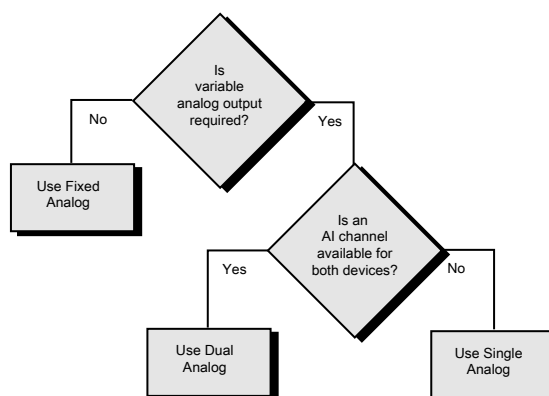 Is
variable
analog output
required?
No
Yes
Use Fixed
Analog
Is an
AI channel
available for
both devices?
Yes
No
Use Dual
Analog
Use Single
Analog